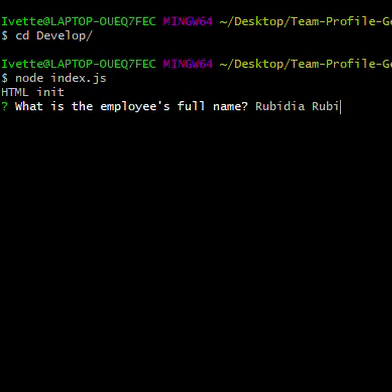 Ivette@LAPTOP-OUEQ7FEC MINGW64 ~/Desktop/Team-Profile-Ge
$ cd Develop/
Ivette@LAPTOP-OUEQ7FEC MINGW64 ~/Desktop/Team-Profile-Ge
$ node index.js
HTML init
? What is the employee's full name? Rubidia Rubi